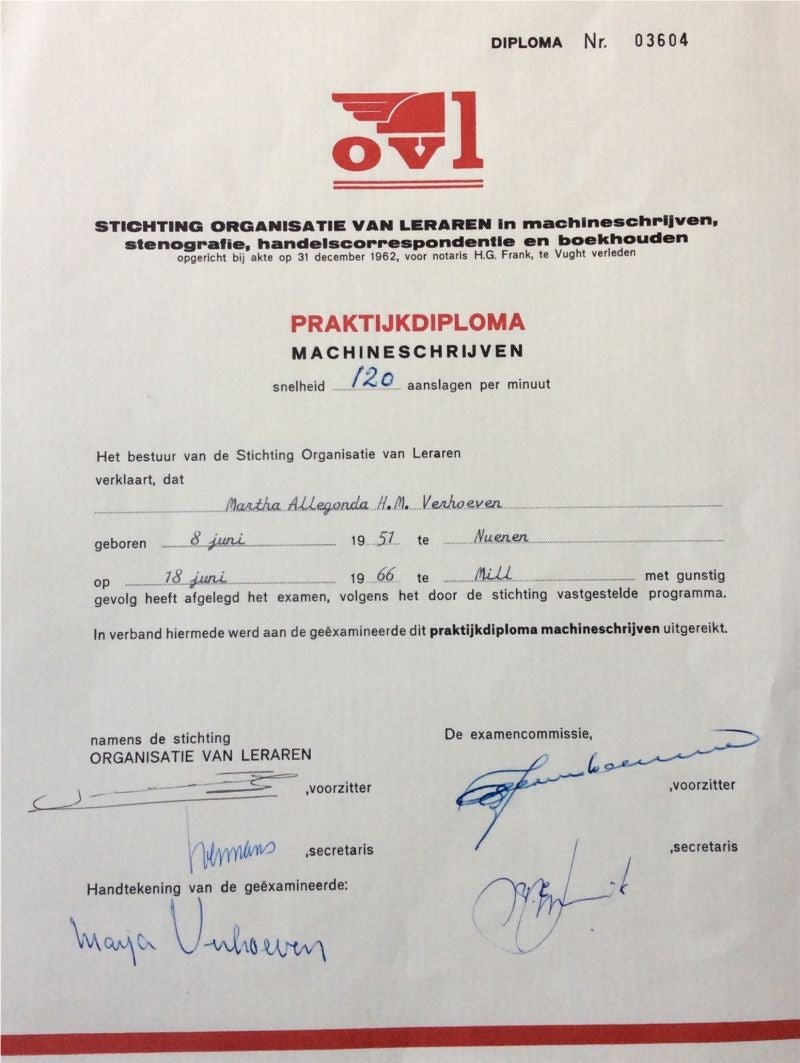 DIPLOMA Nr. 03604
ovl
STICHTING ORGANISATIE VAN LERAREN in machineschrijven,
stenografie, handelscorrespondentie en boekhouden
opgericht bij akte op 31 december 1962, voor notaris H.G. Frank, te Vught verleden
PRAKTIJKDIPLOMA
MACHINESCHRIJVEN
snelheid 120 aanslagen per minuut
Het bestuur van de Stichting Organisatie van Leraren
verklaart, dat
Martha Allegonda H.M. Verhoeven
geboren 8 juni 1951 te Nuenen
op 18 juni 1966 te Mill met gunstig
gevolg heeft afgelegd het examen, volgens het door de stichting vastgestelde programma.
In verband hiermede werd aan de geëxamineerde dit praktijkdiploma machineschrijven uitgereikt.
namens de stichting
ORGANISATIE VAN LERAREN
De examencommissie,
,voorzitter
,voorzitter
Hermans ,secretaris
,secretaris
Handtekening van de geëxamineerde:
Marja Verhoeven